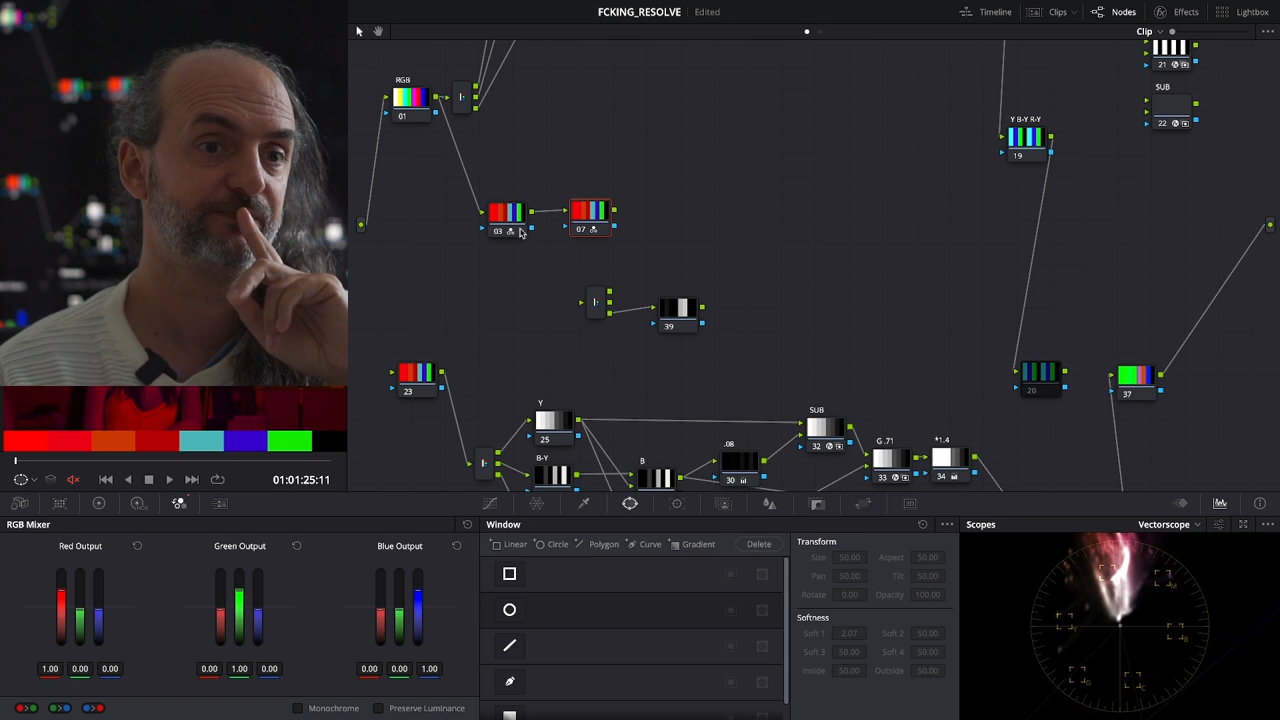 FCKING_RESOLVE Edited
Timeline Clips Nodes Effects Lightbox
Clip
RGB
01
21
SUB
22
Y B-Y R-Y
19
03
07
39
23
20
37
Y
25
B-Y
B
.08
30
SUB
32
G .71
33
*1.4
34
01:01:25:11
RGB Mixer
Red Output Green Output Blue Output
1.00 0.00 0.00 0.00 1.00 0.00 0.00 0.00 1.00
Monochrome Preserve Luminance
Window
Linear Circle Polygon Curve Gradient Delete
Transform
Size 50.00 Aspect 50.00
Pan 50.00 Tilt 50.00
Rotate 0.00 Opacity 100.00
Softness
Soft 1 2.07 Soft 2 50.00
Soft 3 50.00 Soft 4 50.00
Inside 50.00 Outside 50.00
Scopes Vectorscope